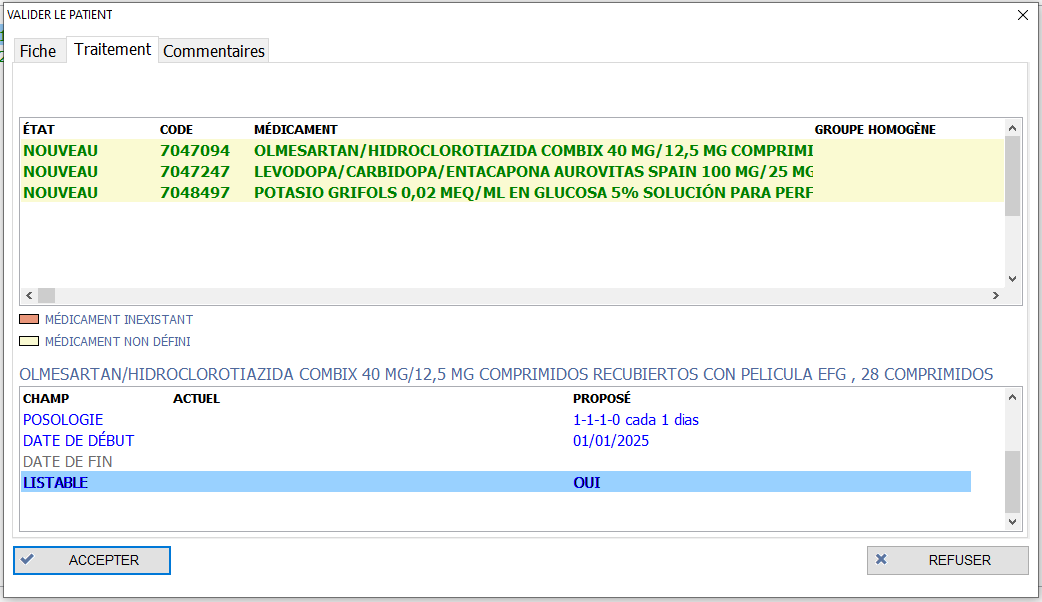 VALIDER LE PATIENT
Fiche Traitement Commentaires
ÉTAT CODE MÉDICAMENT GROUPE HOMOGÈNE
NOUVEAU 7047094 OLMESARTAN/HIDROCLOROTIAZIDA COMBIX 40 MG/12,5 MG COMPRIMI
NOUVEAU 7047247 LEVODOPA/CARBIDOPA/ENTACAPONA AUROVITAS SPAIN 100 MG/25 MG
NOUVEAU 7048497 POTASIO GRIFOLS 0,02 MEQ/ML EN GLUCOSA 5% SOLUCIÓN PARA PERF
MÉDICAMENT INEXISTANT
MÉDICAMENT NON DÉFINI
OLMESARTAN/HIDROCLOROTIAZIDA COMBIX 40 MG/12,5 MG COMPRIMIDOS RECUBIERTOS CON PELICULA EFG , 28 COMPRIMIDOS
CHAMP ACTUEL PROPOSÉ
POSOLOGIE 1-1-1-0 cada 1 dias
DATE DE DÉBUT 01/01/2025
DATE DE FIN
LISTABLE OUI
ACCEPTER REFUSER